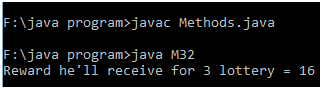 F:\java program>javac Methods.java
F:\java program>java M32
Reward he'll receive for 3 lottery = 16